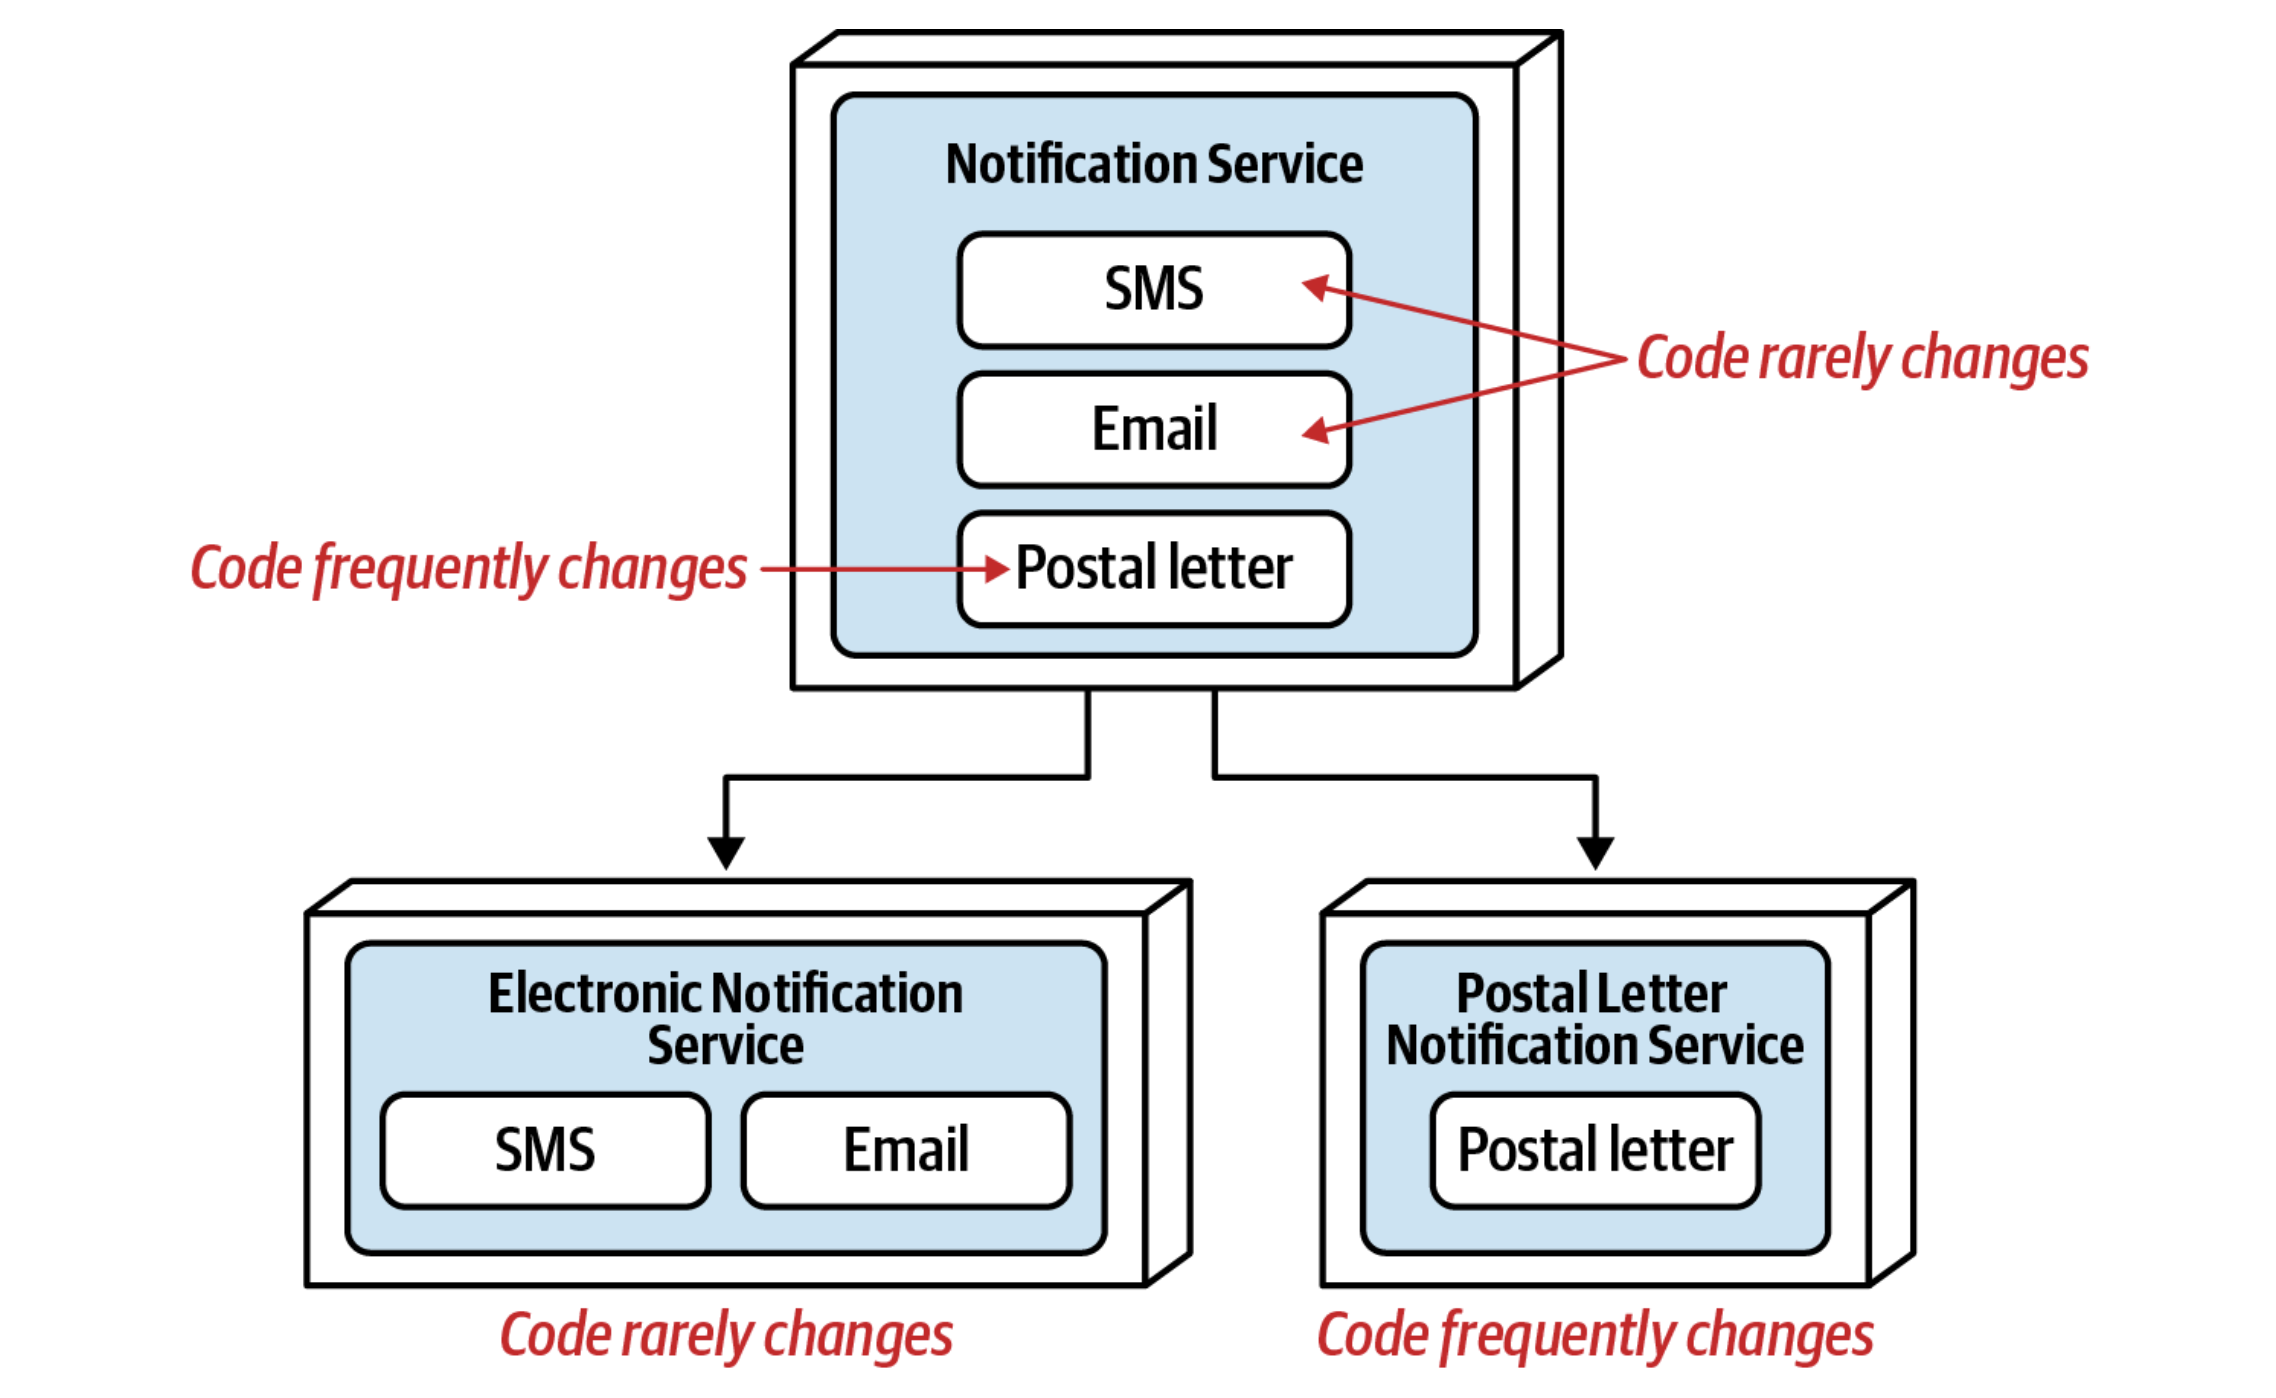 Notification Service
SMS
Code rarely changes
Email
Code frequently changes
Postal letter
Electronic Notification
Service
SMS
Email
Code rarely changes
Postal Letter
Notification Service
Postal letter
Code frequently changes